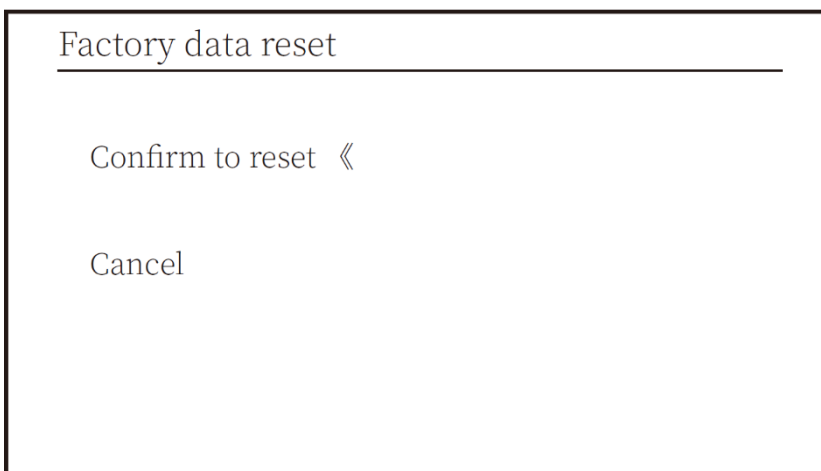 Factory data reset
Confirm to reset 《
Cancel